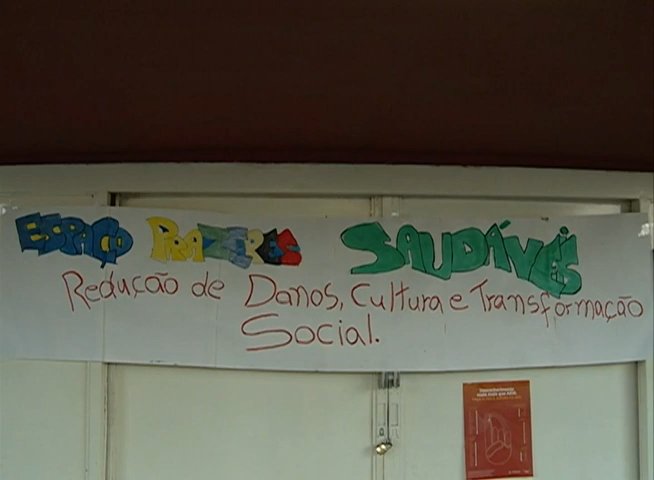 ESPAÇO PRAZERES SAUDÁVEIS
Redução de Danos, Cultura e Transformação
Social.